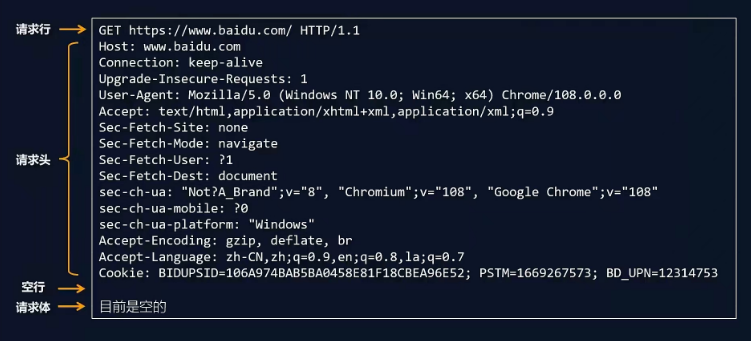 请求行
GET https://www.baidu.com/ HTTP/1.1
请求头
Host: www.baidu.com
Connection: keep-alive
Upgrade-Insecure-Requests: 1
User-Agent: Mozilla/5.0 (Windows NT 10.0; Win64; x64) Chrome/108.0.0.0
Accept: text/html,application/xhtml+xml,application/xml;q=0.9
Sec-Fetch-Site: none
Sec-Fetch-Mode: navigate
Sec-Fetch-User: ?1
Sec-Fetch-Dest: document
sec-ch-ua: "Not?A_Brand";v="8", "Chromium";v="108", "Google Chrome";v="108"
sec-ch-ua-mobile: ?0
sec-ch-ua-platform: "Windows"
Accept-Encoding: gzip, deflate, br
Accept-Language: zh-CN,zh;q=0.9,en;q=0.8,la;q=0.7
Cookie: BIDUPSID=106A974BAB5BA0458E81F18CBEA96E52; PSTM=1669267573; BD_UPN=12314753
空行
请求体
目前是空的